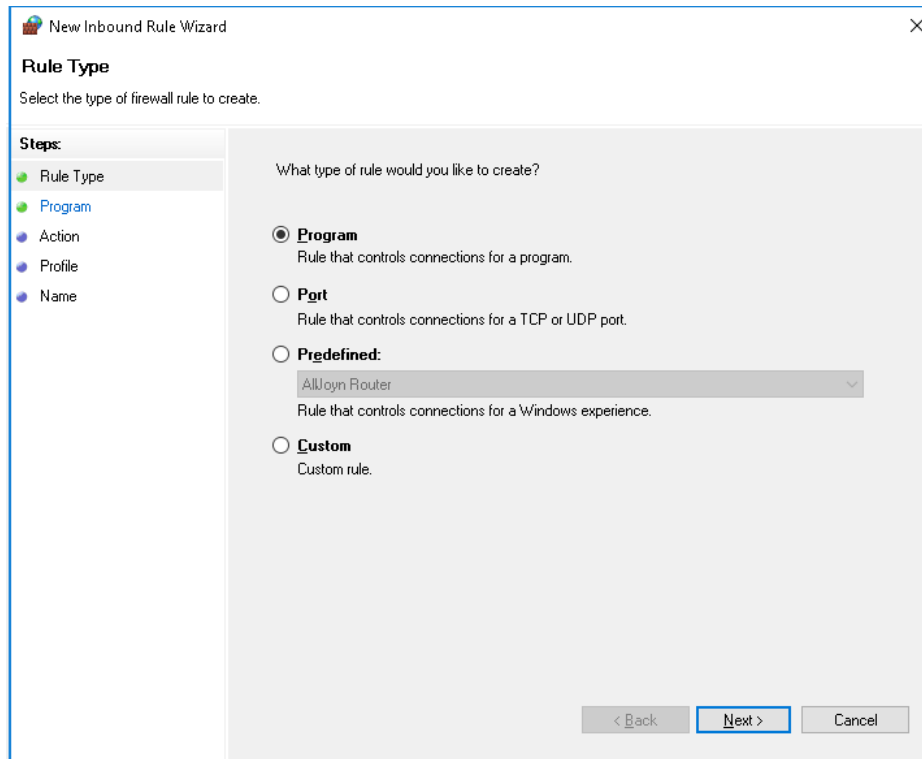 New Inbound Rule Wizard
Rule Type
Select the type of firewall rule to create.
Steps:
Rule Type
Program
Action
Profile
Name
What type of rule would you like to create?
Program
Rule that controls connections for a program.
Port
Rule that controls connections for a TCP or UDP port.
Predefined:
AllJoyn Router
Rule that controls connections for a Windows experience.
Custom
Custom rule.
< Back
Next >
Cancel